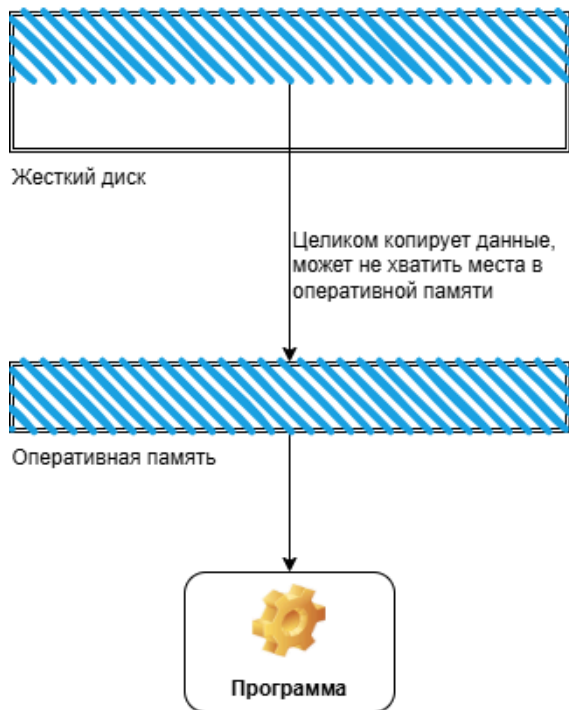 Жесткий диск
Целиком копирует данные,
может не хватить места в
оперативной памяти
Оперативная память
Программа